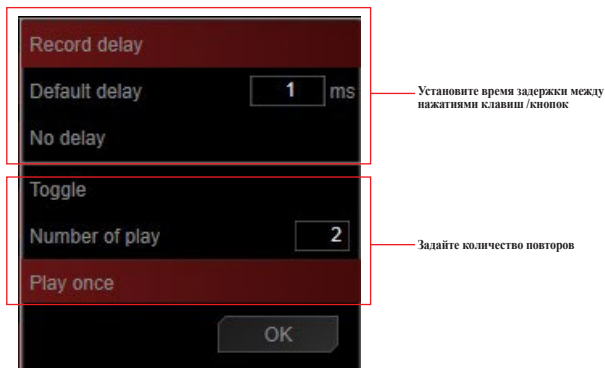 Record delay
Default delay 1 ms
No delay
Установите время задержки между
нажатиями клавиш /кнопок
Toggle
Number of play 2
Задайте количество повторов
Play once
OK